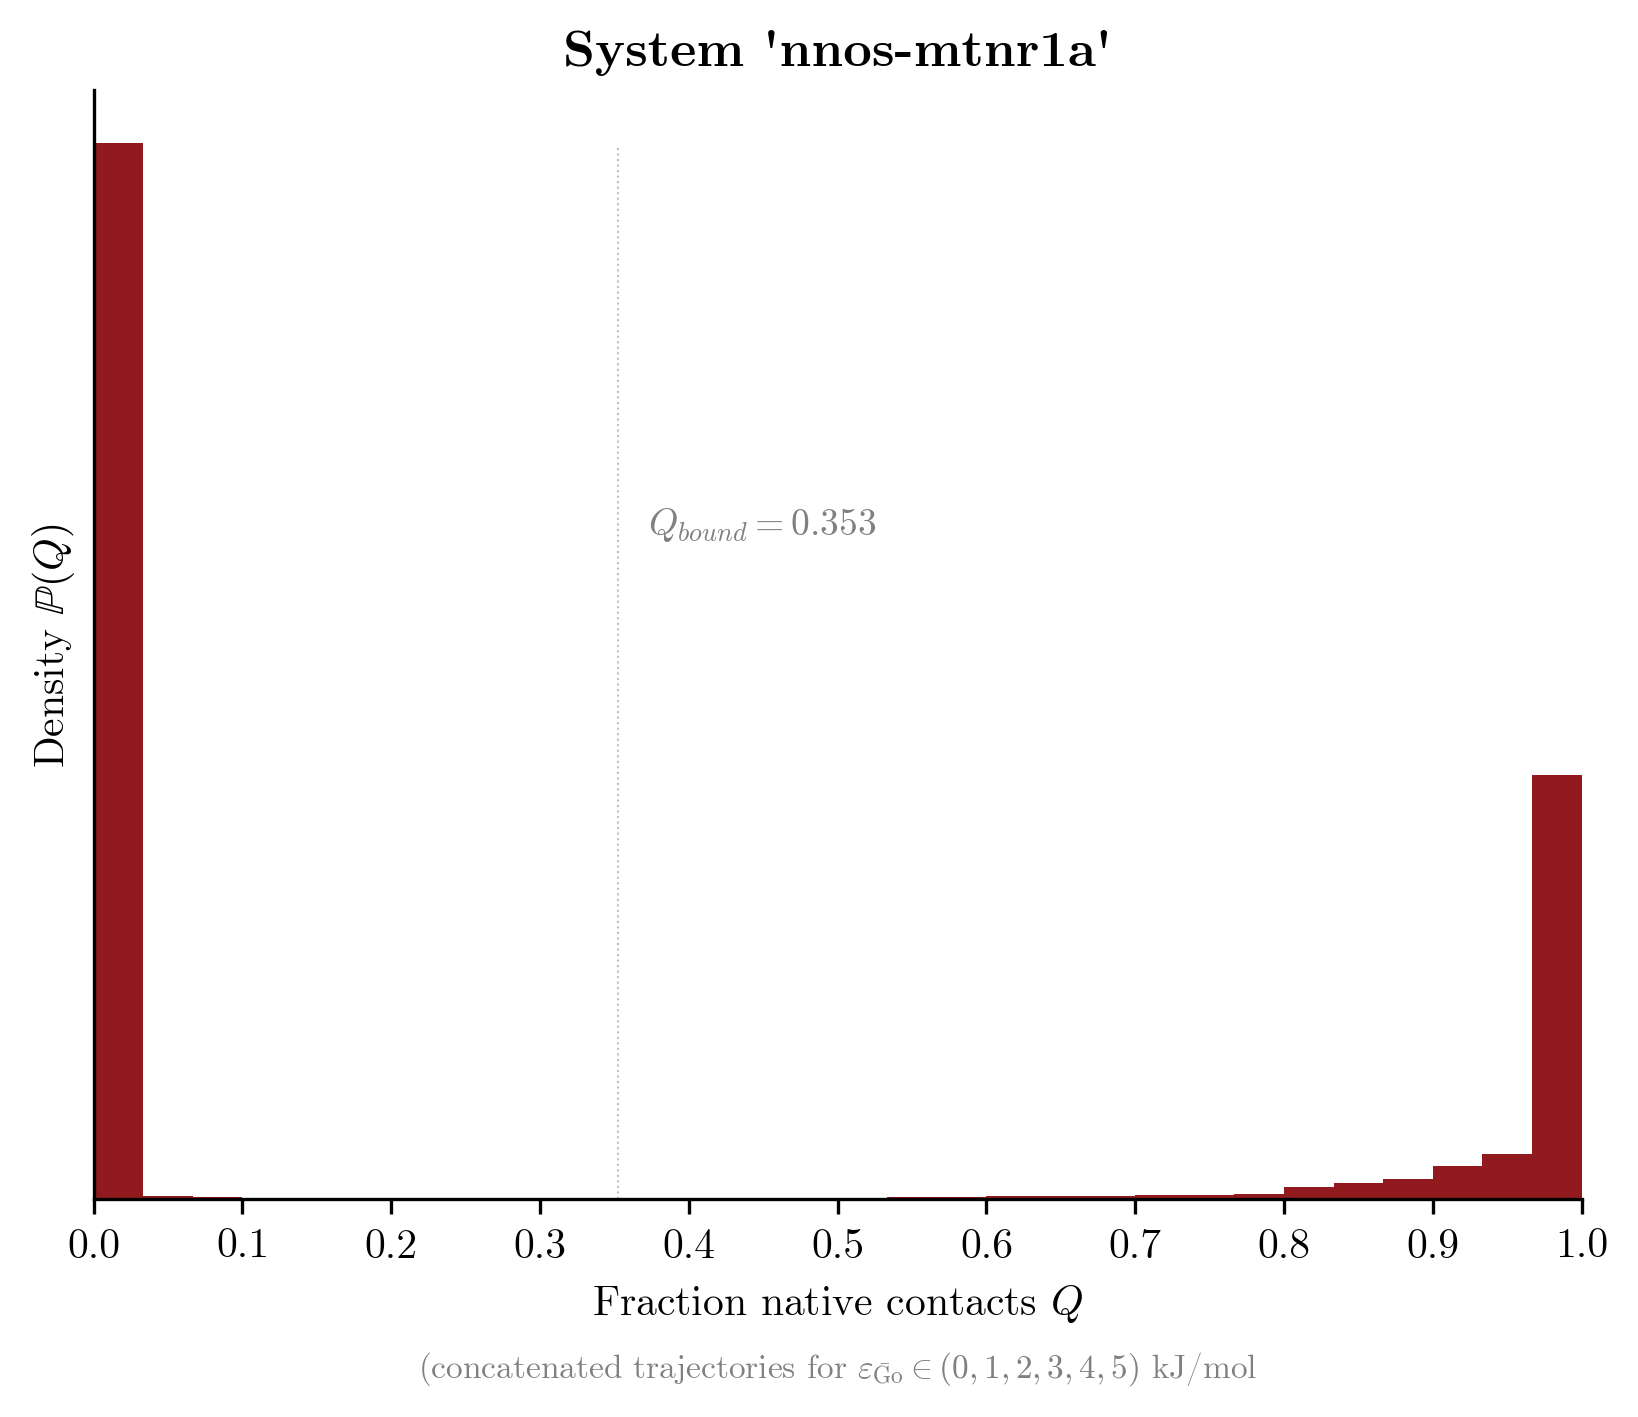 System 'nnos-mtnr1a'
Density ℙ(Q)
Q_bound = 0.353
0.0 0.1 0.2 0.3 0.4 0.5 0.6 0.7 0.8 0.9 1.0
Fraction native contacts Q
(concatenated trajectories for ε_Ḡo ∈ (0, 1, 2, 3, 4, 5) kJ/mol